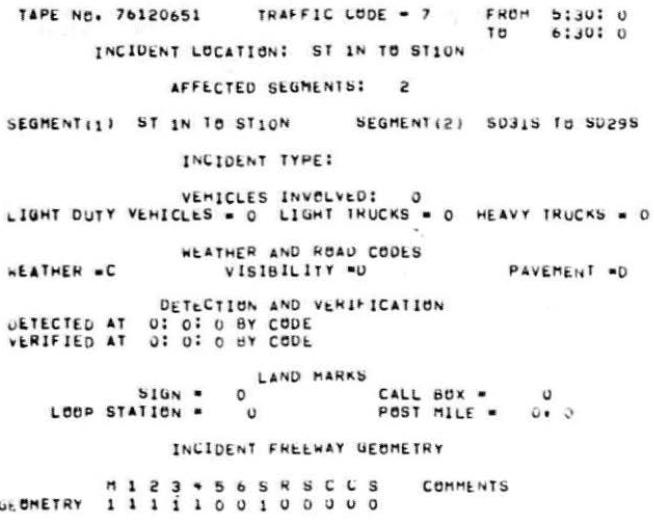 TAPE NO. 76120651 TRAFFIC CODE = 7 FROM 5:30: 0
TO 6:30: 0
INCIDENT LOCATION: ST 1N TO ST10N
AFFECTED SEGMENTS: 2
SEGMENT(1) ST 1N TO ST10N SEGMENT(2) SD31S TO SD29S
INCIDENT TYPE:
VEHICLES INVOLVED: 0
LIGHT DUTY VEHICLES = 0 LIGHT TRUCKS = 0 HEAVY TRUCKS = 0
WEATHER AND ROAD CODES
WEATHER =C VISIBILITY =D PAVEMENT =D
DETECTION AND VERIFICATION
DETECTED AT 0: 0: 0 BY CODE
VERIFIED AT 0: 0: 0 BY CODE
LAND MARKS
SIGN = 0 CALL BOX = 0
LOOP STATION = 0 POST MILE = 0. 0
INCIDENT FREEWAY GEOMETRY
M 1 2 3 4 5 6 S R S C C S COMMENTS
GEOMETRY 1 1 1 1 1 0 0 1 0 0 0 0 0